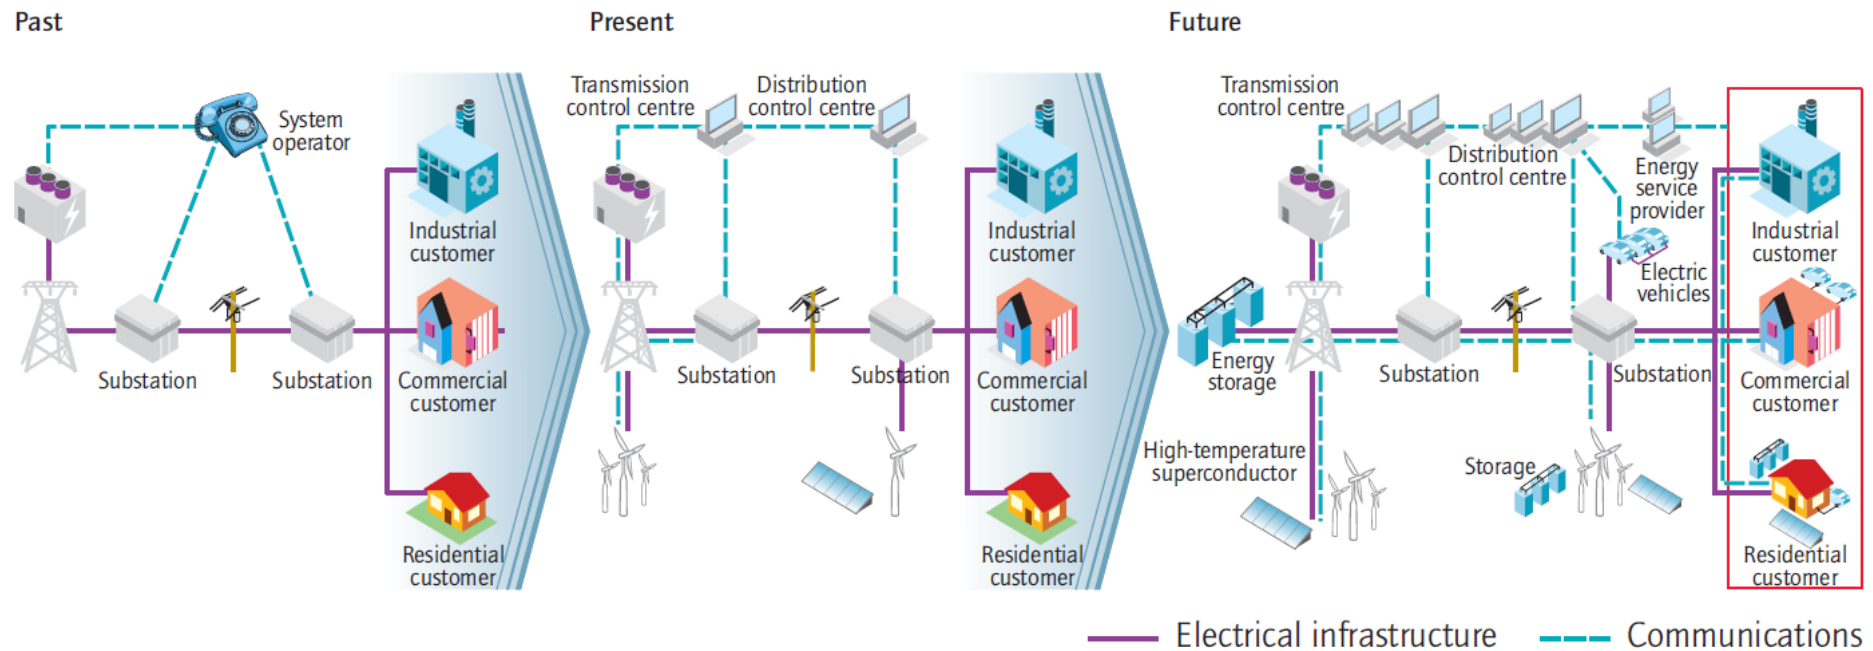 Past
System
operator
Substation
Substation
Industrial
customer
Commercial
customer
Residential
customer
Present
Transmission
control centre
Distribution
control centre
Substation
Substation
Industrial
customer
Commercial
customer
Residential
customer
Future
Transmission
control centre
Distribution
control centre
Energy
service
provider
Electric
vehicles
Energy
storage
Substation
Substation
High-temperature
superconductor
Storage
Industrial
customer
Commercial
customer
Residential
customer
Electrical infrastructure
Communications